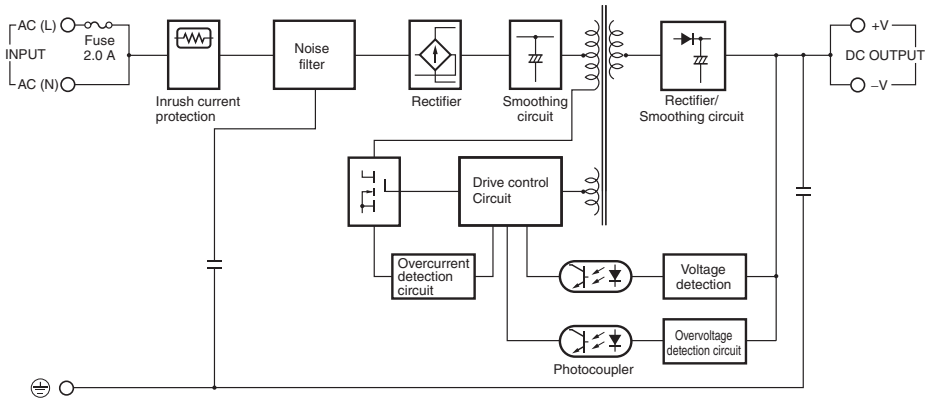 AC (L)
Fuse
2.0 A
INPUT
AC (N)
Inrush current
protection
Noise
filter
Rectifier
Smoothing
circuit
Rectifier/
Smoothing circuit
+V
DC OUTPUT
–V
Drive control
Circuit
Overcurrent
detection
circuit
Voltage
detection
Overvoltage
detection circuit
Photocoupler